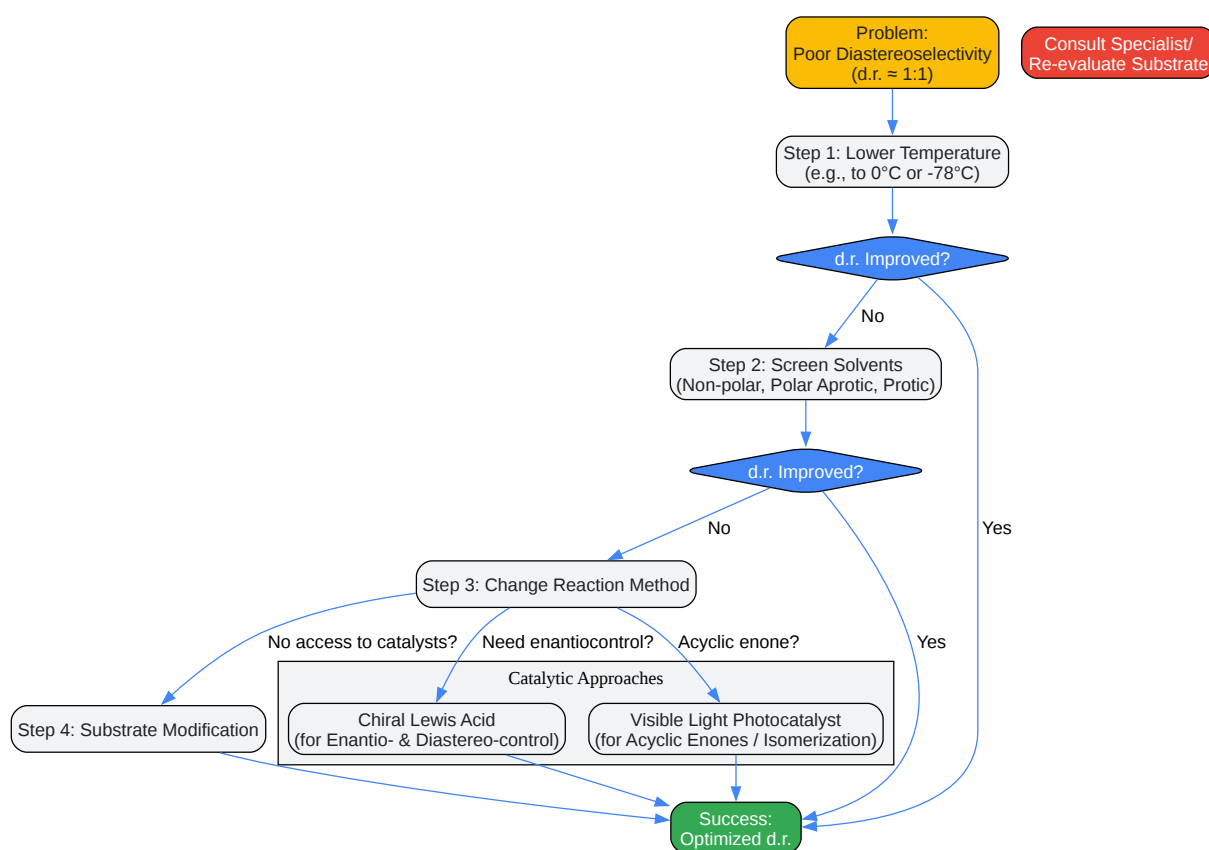 Problem:
Poor Diastereoselectivity
(d.r. ≈ 1:1)
Consult Specialist/
Re-evaluate Substrate
Step 1: Lower Temperature
(e.g., to 0°C or -78°C)
d.r. Improved?
No
Step 2: Screen Solvents
(Non-polar, Polar Aprotic, Protic)
d.r. Improved?
No
Yes
Step 3: Change Reaction Method
No access to catalysts?
Need enantiocontrol?
Acyclic enone?
Yes
Catalytic Approaches
Step 4: Substrate Modification
Chiral Lewis Acid
(for Enantio- & Diastereo-control)
Visible Light Photocatalyst
(for Acyclic Enones / Isomerization)
Success:
Optimized d.r.